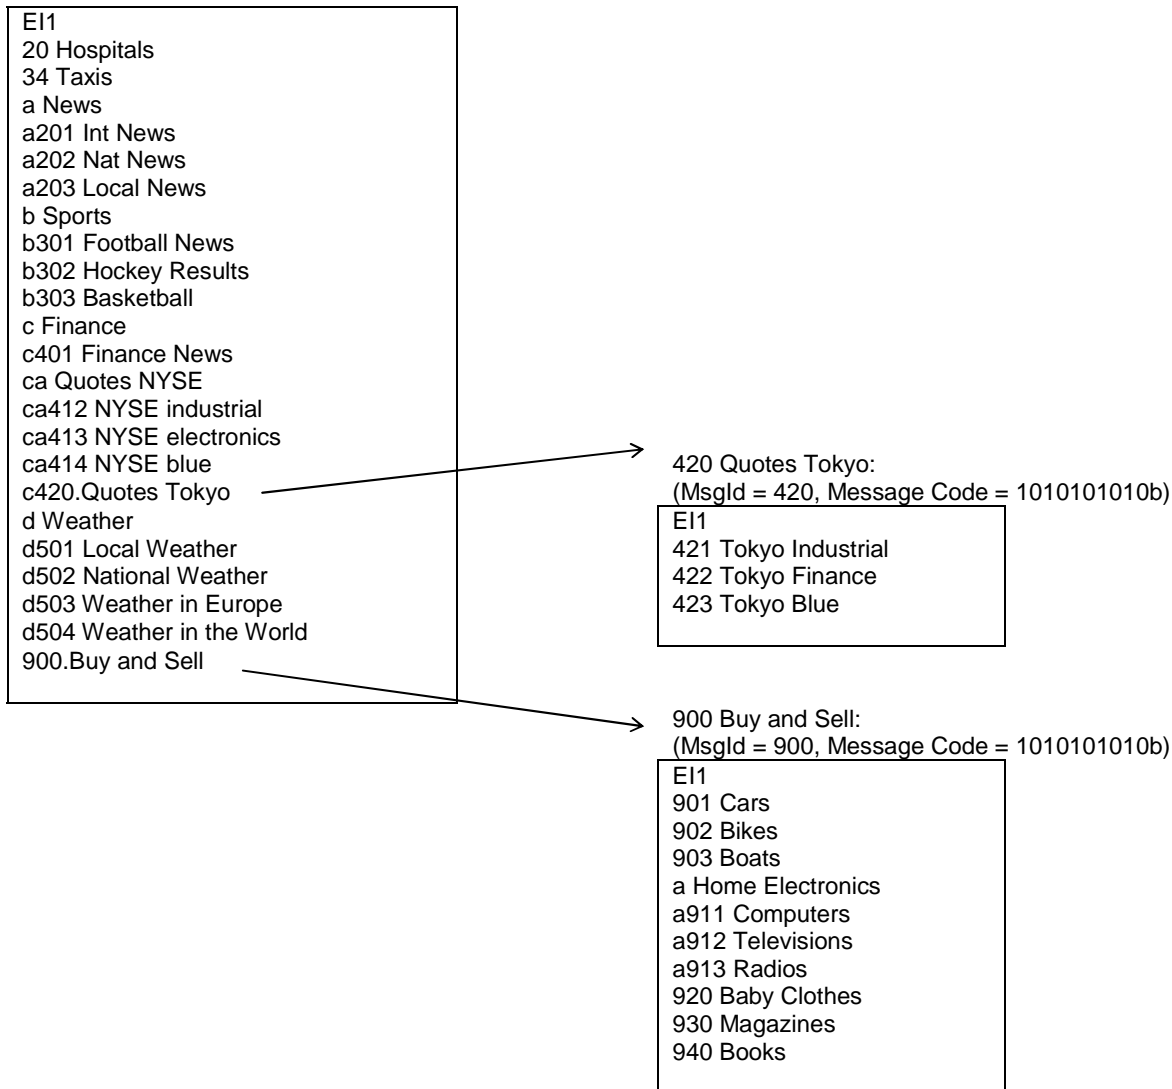 EI1
20 Hospitals
34 Taxis
a News
a201 Int News
a202 Nat News
a203 Local News
b Sports
b301 Football News
b302 Hockey Results
b303 Basketball
c Finance
c401 Finance News
ca Quotes NYSE
ca412 NYSE industrial
ca413 NYSE electronics
ca414 NYSE blue
c420.Quotes Tokyo
d Weather
d501 Local Weather
d502 National Weather
d503 Weather in Europe
d504 Weather in the World
900.Buy and Sell
420 Quotes Tokyo:
(MsgId = 420, Message Code = 1010101010b)
EI1
421 Tokyo Industrial
422 Tokyo Finance
423 Tokyo Blue
900 Buy and Sell:
(MsgId = 900, Message Code = 1010101010b)
EI1
901 Cars
902 Bikes
903 Boats
a Home Electronics
a911 Computers
a912 Televisions
a913 Radios
920 Baby Clothes
930 Magazines
940 Books